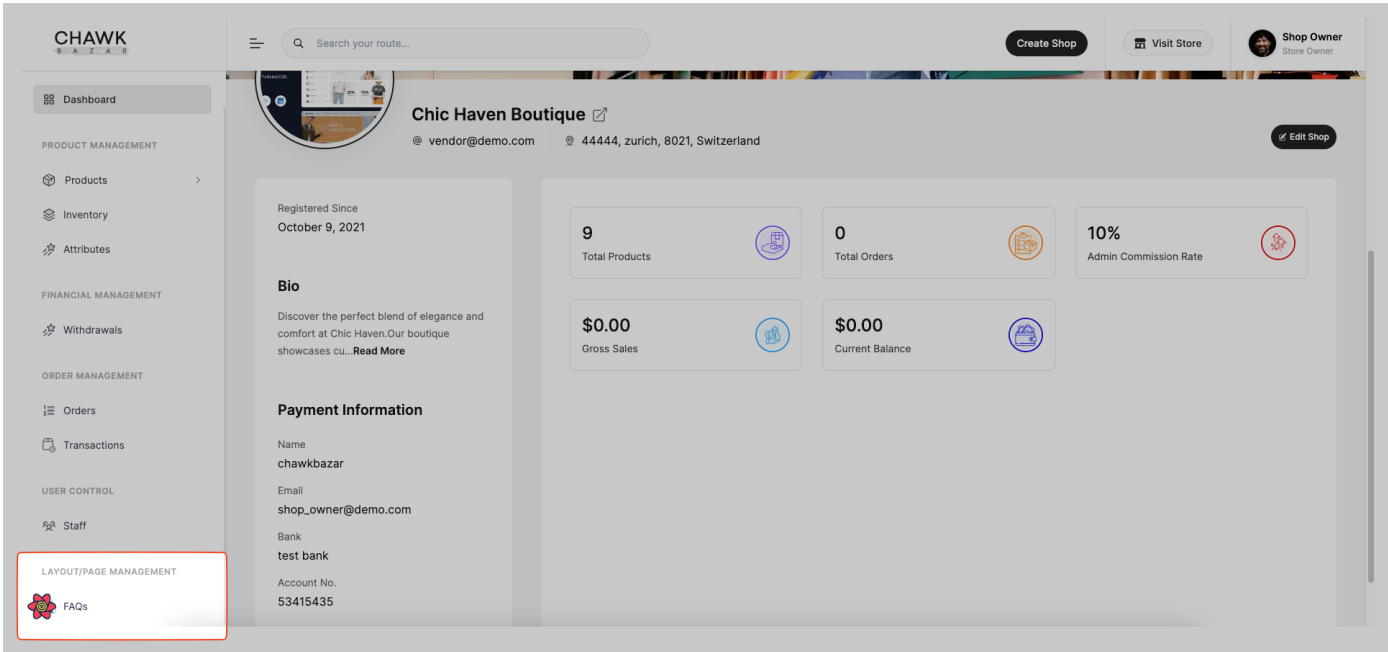 CHAWK
BAZAR
Search your route...
Create Shop
Visit Store
Shop Owner
Store Owner
Dashboard
PRODUCT MANAGEMENT
Products
Inventory
Attributes
FINANCIAL MANAGEMENT
Withdrawals
ORDER MANAGEMENT
Orders
Transactions
USER CONTROL
Staff
LAYOUT/PAGE MANAGEMENT
FAQs
Chic Haven Boutique
vendor@demo.com
44444, zurich, 8021, Switzerland
Edit Shop
Registered Since
October 9, 2021
Bio
Discover the perfect blend of elegance and
comfort at Chic Haven.Our boutique
showcases cu...Read More
Payment Information
Name
chawkbazar
Email
shop_owner@demo.com
Bank
test bank
Account No.
53415435
9
Total Products
0
Total Orders
10%
Admin Commission Rate
$0.00
Gross Sales
$0.00
Current Balance